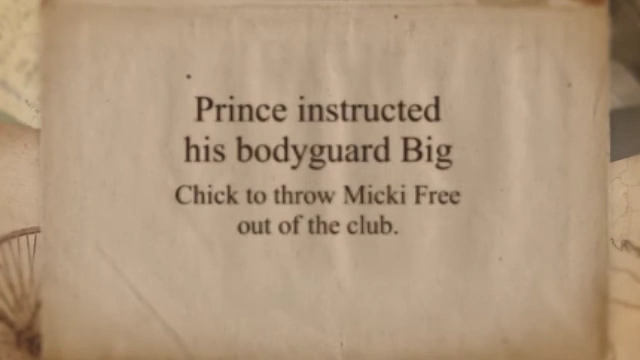 Prince instructed
his bodyguard Big
Chick to throw Micki Free
out of the club.